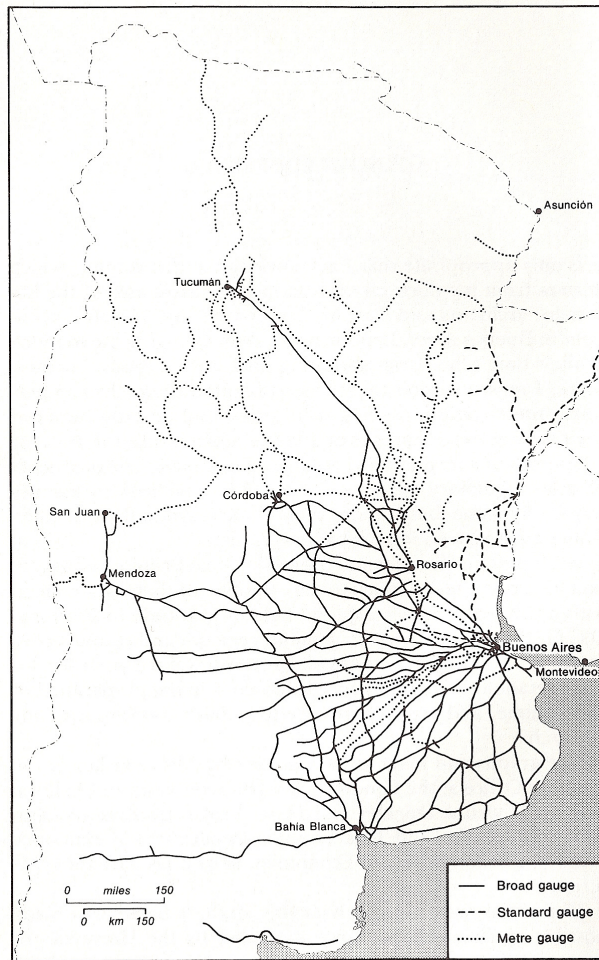 Asunción
Tucumán
Córdoba
San Juan
Rosario
Mendoza
Buenos Aires
Montevideo
Bahía Blanca
0 miles 150
0 km 150
Broad gauge
Standard gauge
Metre gauge